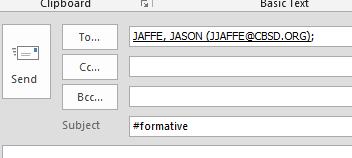 Clipboard Basic Text
To... JAFFE, JASON (JJAFFE@CBSD.ORG);
Send
Cc...
Bcc...
Subject #formative